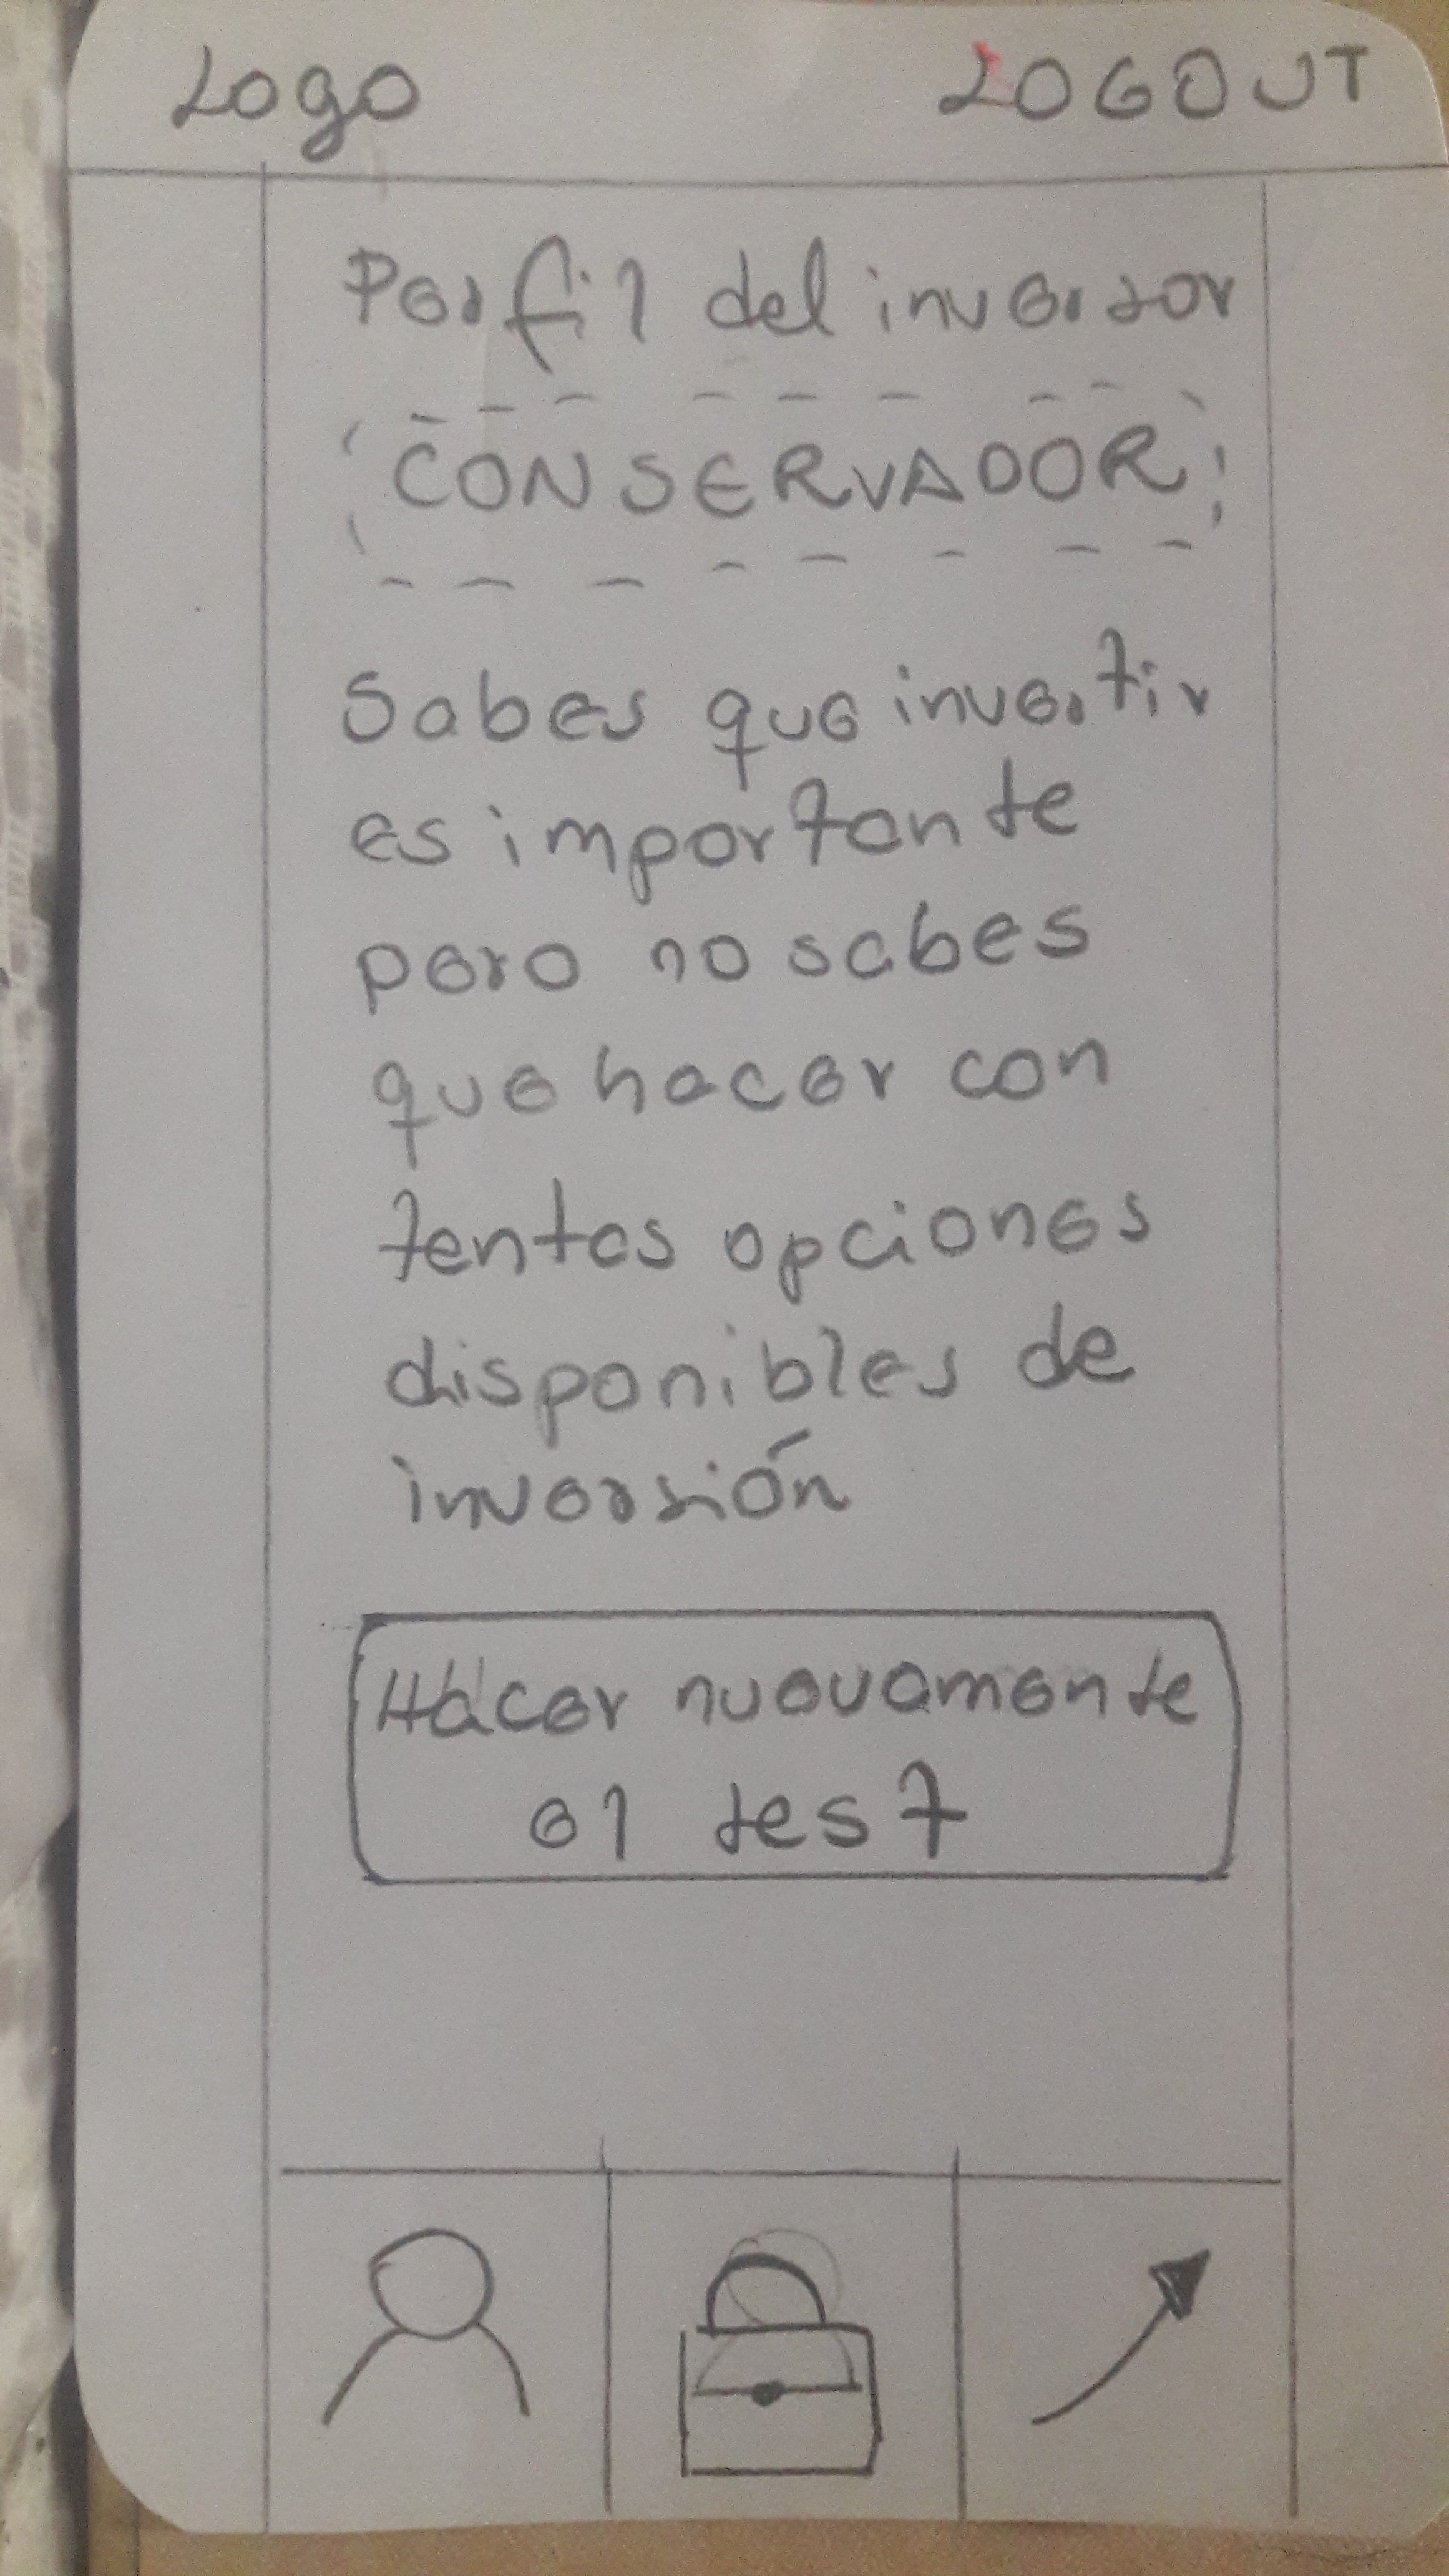 Logo LOGOUT
Perfil del inversor
CONSERVADOR
Sabes que invertir
es importante
pero no sabes
que hacer con
tantas opciones
disponibles de
inversión
Hacer nuevamente
el test